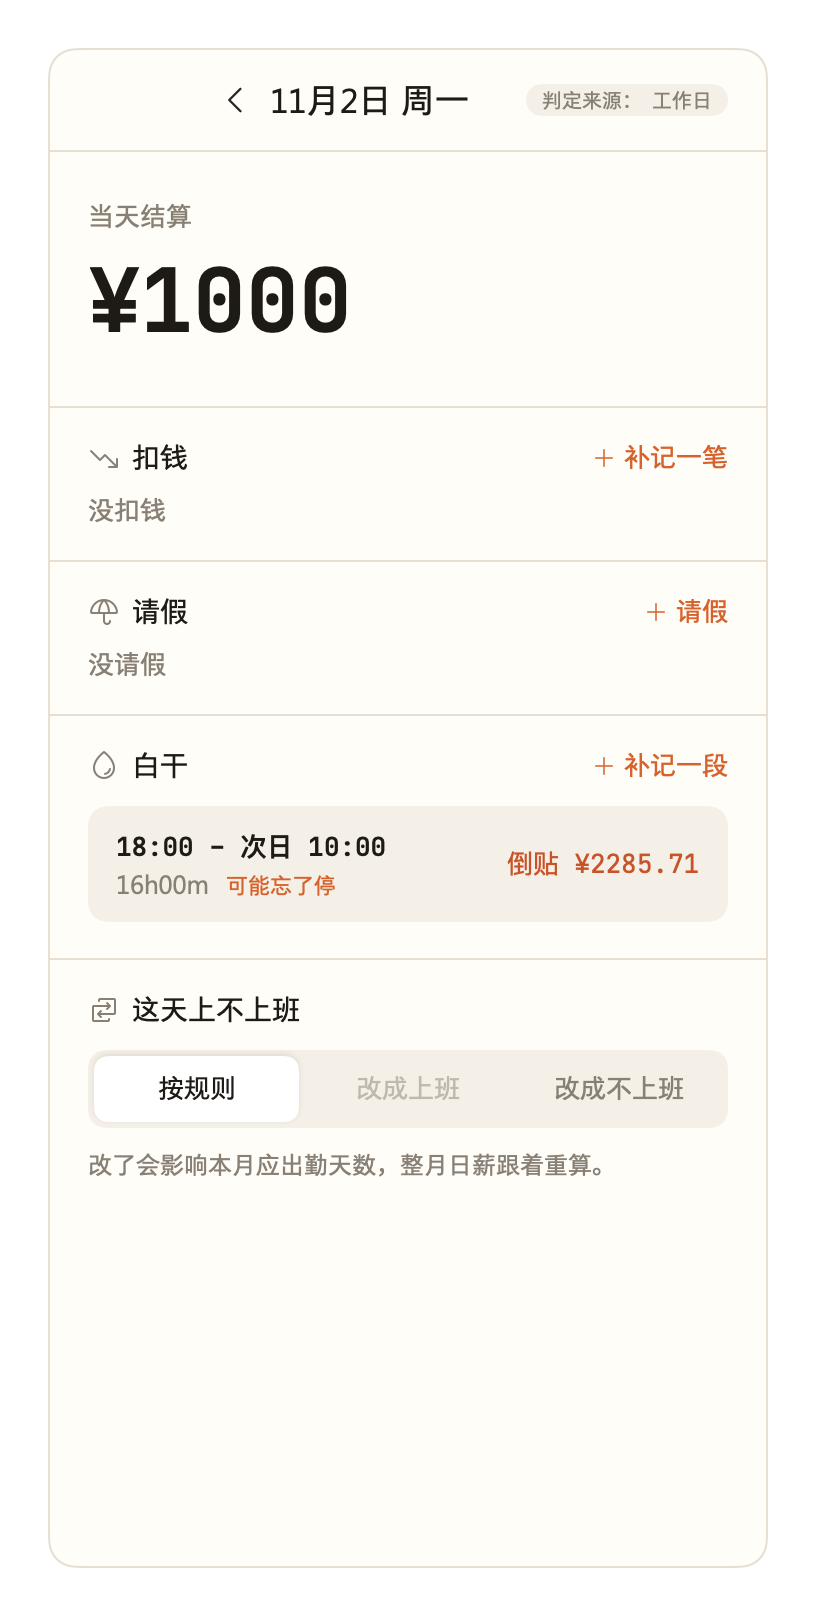 11月2日 周一
判定来源： 工作日
当天结算
¥1000
扣钱
+ 补记一笔
没扣钱
请假
+ 请假
没请假
白干
+ 补记一段
18:00 – 次日 10:00
倒贴 ¥2285.71
16h00m 可能忘了停
这天上不上班
按规则
改成上班
改成不上班
改了会影响本月应出勤天数，整月日薪跟着重算。